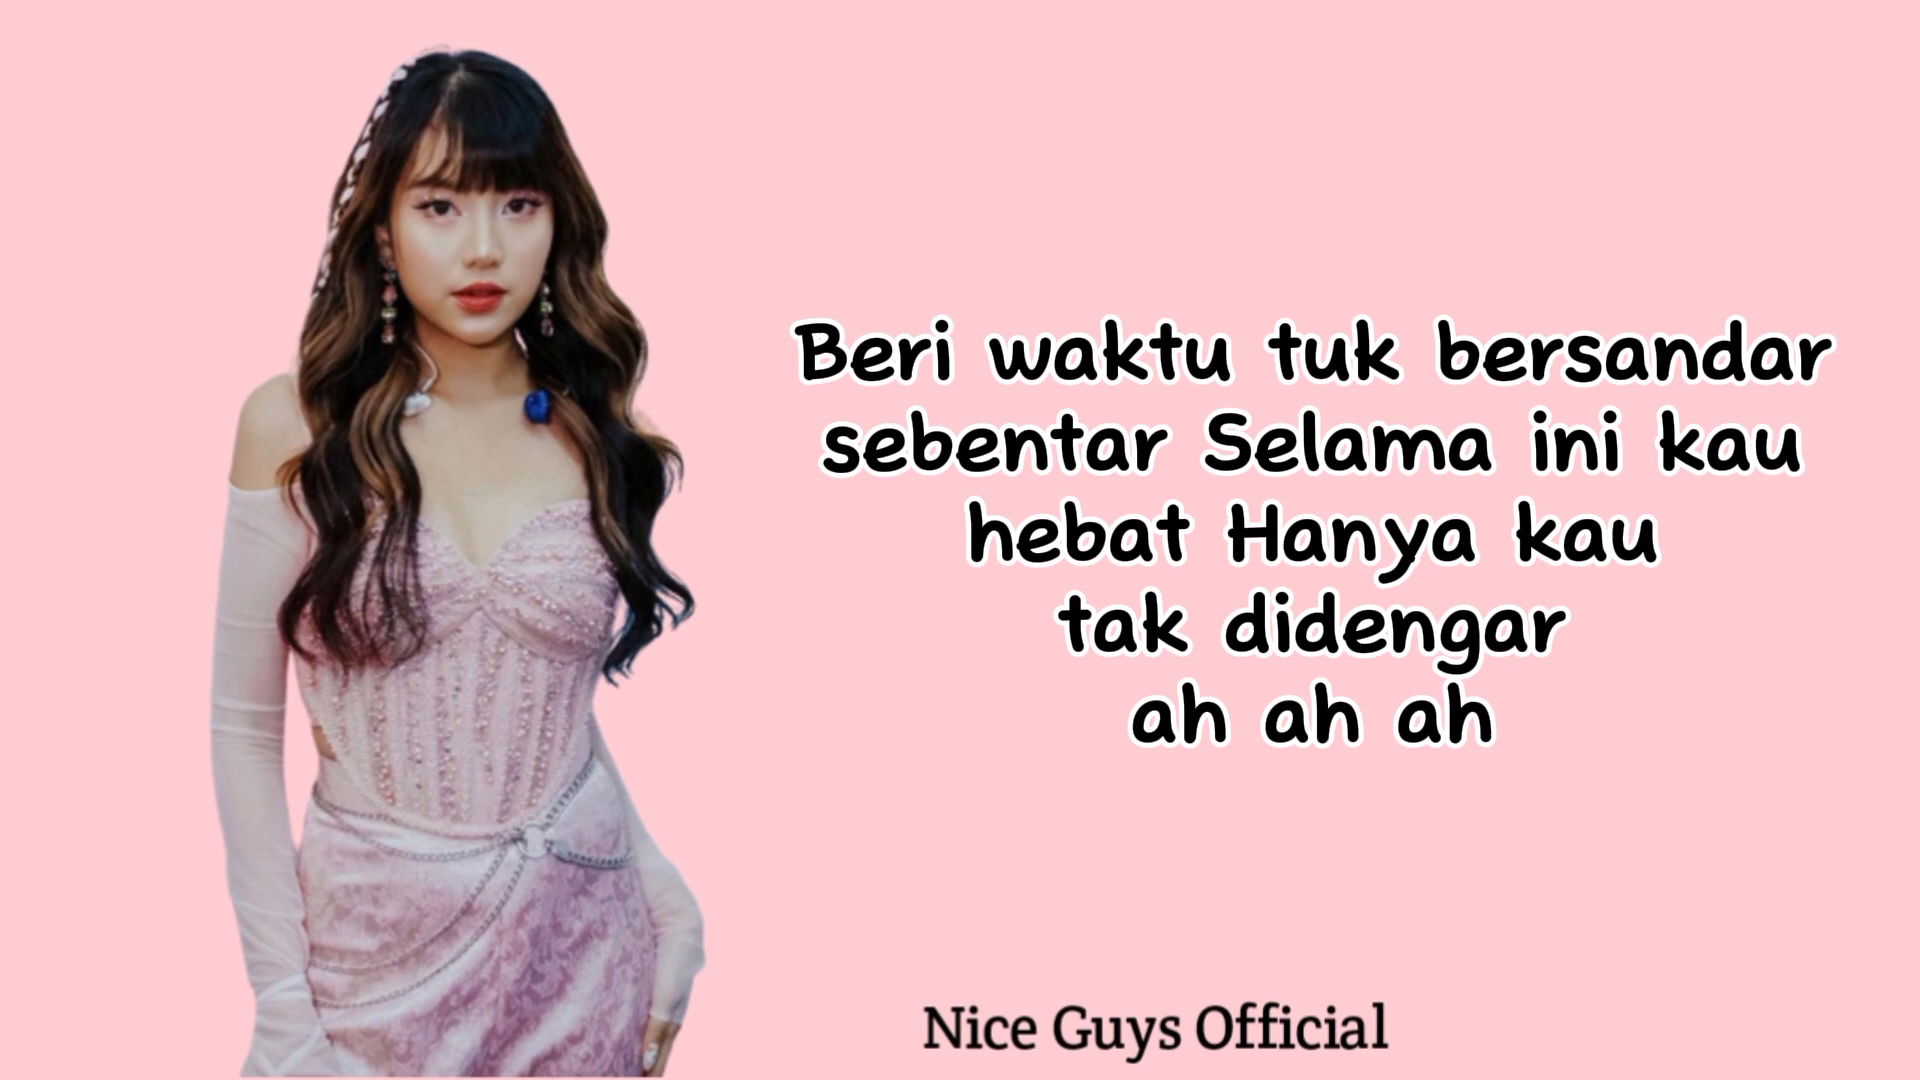 Beri waktu tuk bersandar
sebentar Selama ini kau
hebat Hanya kau
tak didengar
ah ah ah
Nice Guys Official